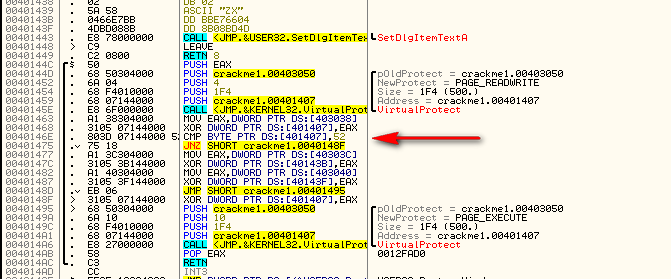 00401443 . 02 DB 02
00401444 . 5A 58 ASCII "ZX"
00401446 . 0466E7BB DD BBE76604
0040144A . 4DBD088B DD 8B08BD4D
00401443 . E8 78000000 CALL <JMP.&USER32.SetDlgItemTex SetDlgItemTextA
00401448 > C9 LEAVE
00401449 . C2 0800 RETN 8
0040144C $ 50 PUSH EAX
0040144D . 68 50304000 PUSH crackme1.00403050 pOldProtect = crackme1.00403050
00401452 . 6A 04 PUSH 4 NewProtect = PAGE_READWRITE
00401454 . 68 F4010000 PUSH 1F4 Size = 1F4 (500.)
00401459 . 68 07144000 PUSH crackme1.00401407 Address = crackme1.00401407
0040145E . E8 6F000000 CALL <JMP.&KERNEL32.VirtualProt VirtualProtect
00401463 . A1 38304000 MOV EAX,DWORD PTR DS:[403038]
00401468 . 3105 07144000 XOR DWORD PTR DS:[401407],EAX
0040146E . 803D 07144000 52 CMP BYTE PTR DS:[401407],52
00401475 . 75 18 JNZ SHORT crackme1.0040148F
00401477 . A1 3C304000 MOV EAX,DWORD PTR DS:[40303C]
0040147C . 3105 3B144000 XOR DWORD PTR DS:[40143B],EAX
00401482 . A1 40304000 MOV EAX,DWORD PTR DS:[403040]
00401487 . 3105 3F144000 XOR DWORD PTR DS:[40143F],EAX
0040148D . EB 06 JMP SHORT crackme1.00401495
0040148F > 3105 07144000 XOR DWORD PTR DS:[401407],EAX
00401495 > 68 50304000 PUSH crackme1.00403050 pOldProtect = crackme1.00403050
0040149A . 6A 10 PUSH 10 NewProtect = PAGE_EXECUTE
0040149C . 68 F4010000 PUSH 1F4 Size = 1F4 (500.)
004014A1 . 68 07144000 PUSH crackme1.00401407 Address = crackme1.00401407
004014A6 . E8 27000000 CALL <JMP.&KERNEL32.VirtualProt VirtualProtect
004014AB . 58 POP EAX 0012FAD0
004014AC . C3 RETN
004014AD CC INT3